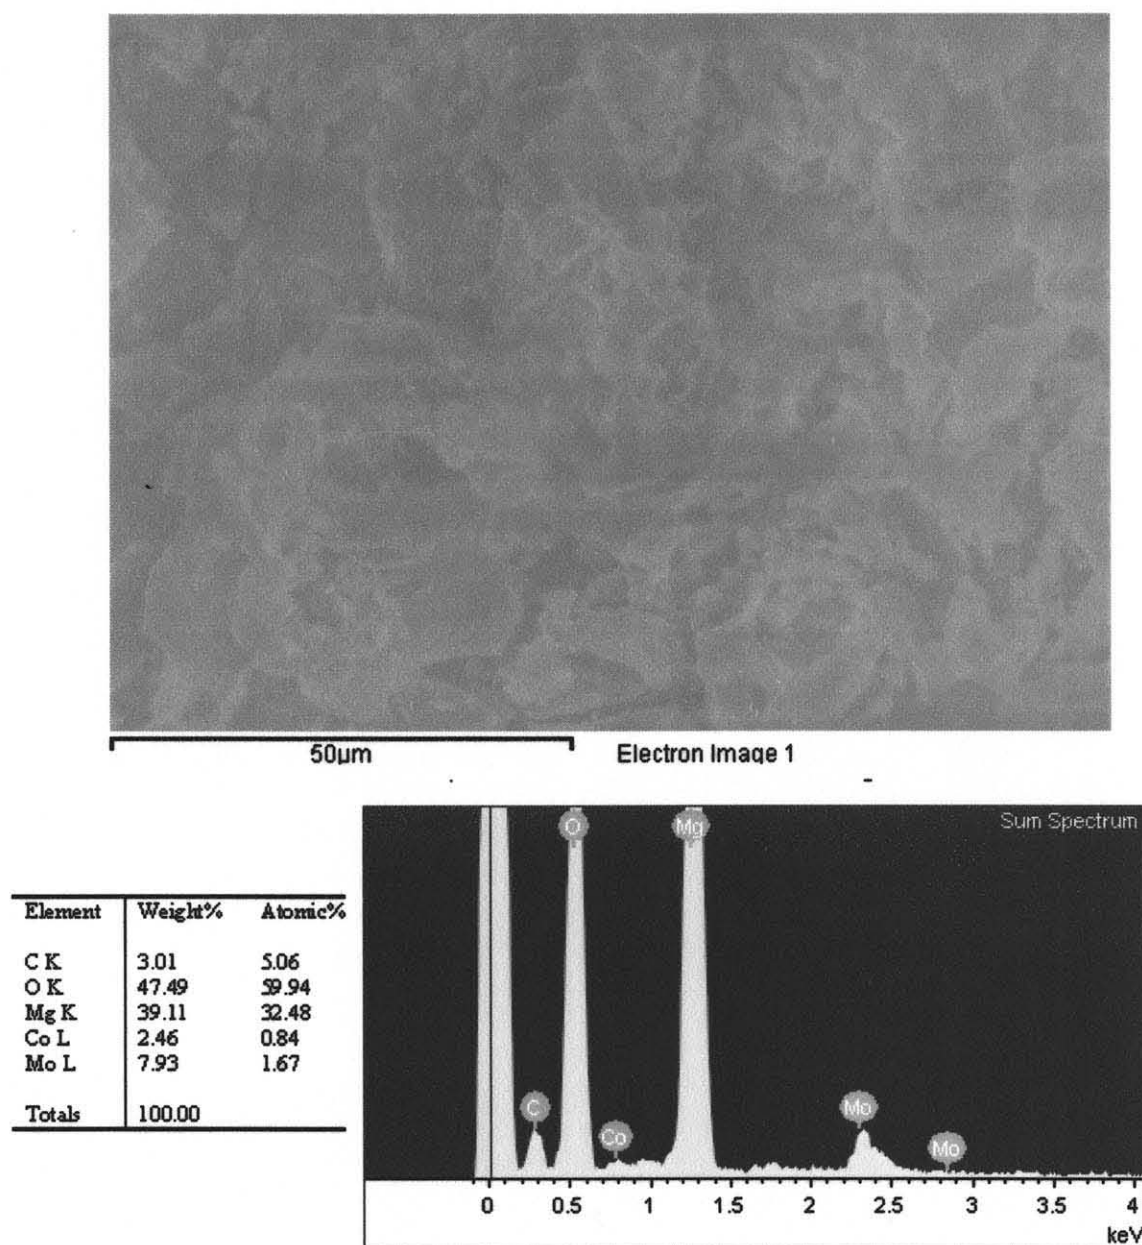 50µm
Electron Image 1
Element Weight% Atomic%
C K 3.01 5.06
O K 47.49 59.94
Mg K 39.11 32.48
Co L 2.46 0.84
Mo L 7.93 1.67
Totals 100.00
Sum Spectrum
O Mg
C Co Mo Mo
0 0.5 1 1.5 2 2.5 3 3.5 4
keV